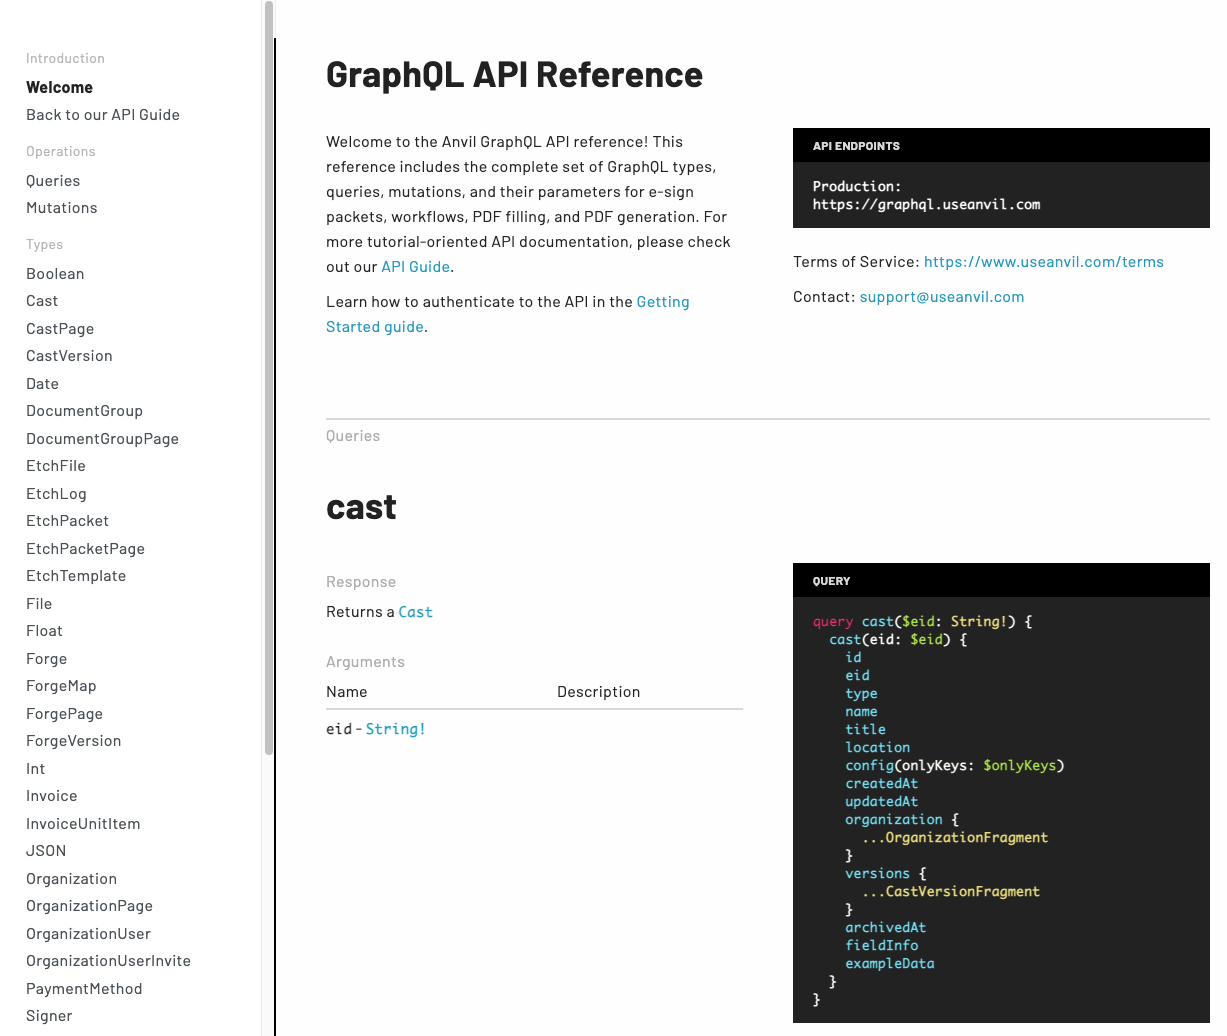 Introduction
Welcome
Back to our API Guide
Operations
Queries
Mutations
Types
Boolean
Cast
CastPage
CastVersion
Date
DocumentGroup
DocumentGroupPage
EtchFile
EtchLog
EtchPacket
EtchPacketPage
EtchTemplate
File
Float
Forge
ForgeMap
ForgePage
ForgeVersion
Int
Invoice
InvoiceUnitItem
JSON
Organization
OrganizationPage
OrganizationUser
OrganizationUserInvite
PaymentMethod
Signer
GraphQL API Reference
Welcome to the Anvil GraphQL API reference! This
reference includes the complete set of GraphQL types,
queries, mutations, and their parameters for e-sign
packets, workflows, PDF filling, and PDF generation. For
more tutorial-oriented API documentation, please check
out our API Guide.
Learn how to authenticate to the API in the Getting
Started guide.
API ENDPOINTS
Production:
https://graphql.useanvil.com
Terms of Service: https://www.useanvil.com/terms
Contact: support@useanvil.com
Queries
cast
Response
Returns a Cast
Arguments
Name Description
eid - String!
QUERY
query cast($eid: String!) {
  cast(eid: $eid) {
    id
    eid
    type
    name
    title
    location
    config(onlyKeys: $onlyKeys)
    createdAt
    updatedAt
    organization {
      ...OrganizationFragment
    }
    versions {
      ...CastVersionFragment
    }
    archivedAt
    fieldInfo
    exampleData
  }
}